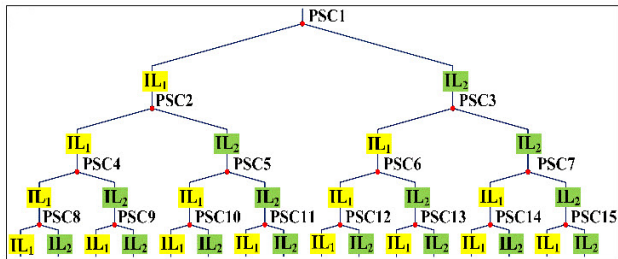 PSC1
IL₁ IL₂
PSC2 PSC3
IL₁ IL₂ IL₁ IL₂
PSC4 PSC5 PSC6 PSC7
IL₁ IL₂ IL₁ IL₂ IL₁ IL₂ IL₁ IL₂
PSC8 PSC9 PSC10 PSC11 PSC12 PSC13 PSC14 PSC15
IL₁ IL₂ IL₁ IL₂ IL₁ IL₂ IL₁ IL₂ IL₁ IL₂ IL₁ IL₂ IL₁ IL₂ IL₁ IL₂